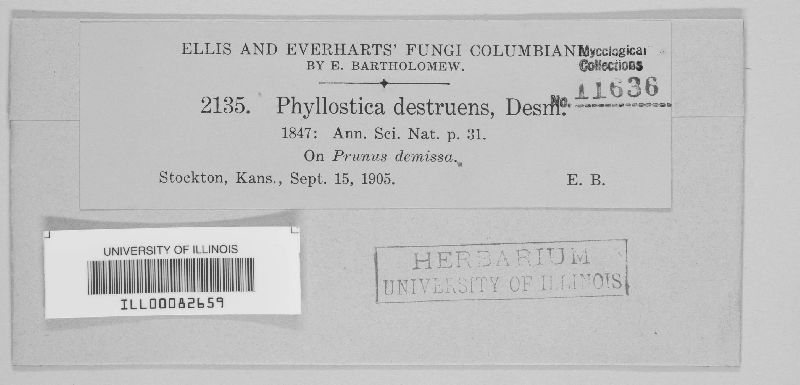 ELLIS AND EVERHARTS' FUNGI COLUMBIANI
BY E. BARTHOLOMEW.
Mycological
Collections
No. 11636
2135. Phyllostica destruens, Desm.
1847: Ann. Sci. Nat. p. 31.
On Prunus demissa.
Stockton, Kans., Sept. 15, 1905. E. B.
UNIVERSITY OF ILLINOIS
ILL00082659
HERBARIUM
UNIVERSITY OF ILLINOIS